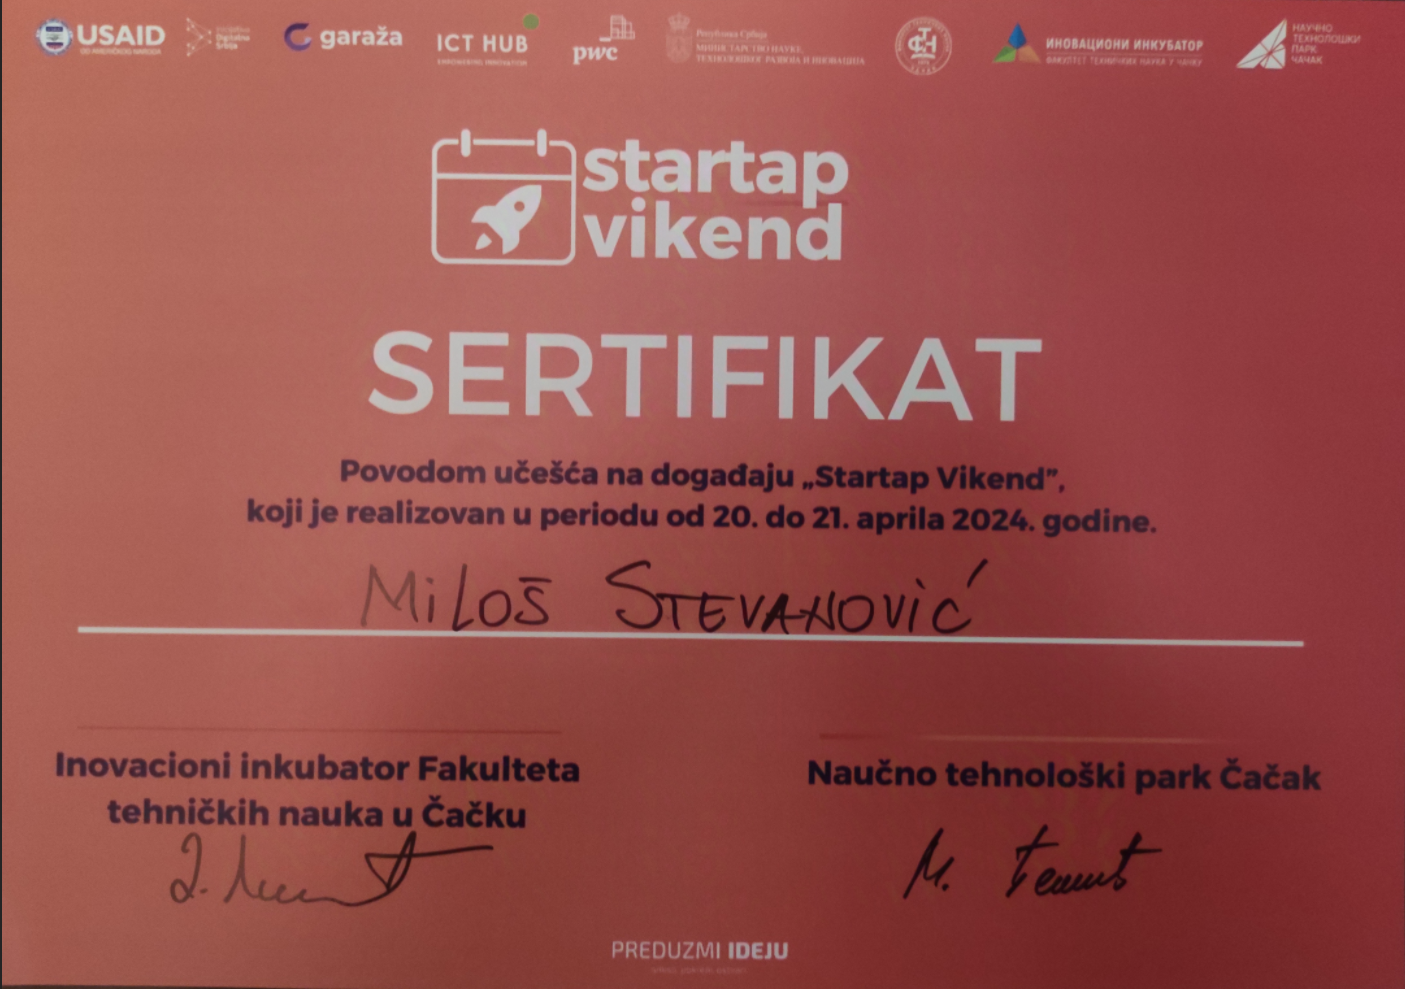 USAID
OD AMERIČKOG NARODA
Inicijativa
Digitalna
Srbija
garaža
ICT HUB
EMPOWERING INNOVATION
pwc
Република Србија
МИНИСТАРСТВО НАУКЕ,
ТЕХНОЛОШКОГ РАЗВОЈА И ИНОВАЦИЈА
ИНОВАЦИОНИ ИНКУБАТОР
ФАКУЛТЕТ ТЕХНИЧКИХ НАУКА У ЧАЧКУ
НАУЧНО
ТЕХНОЛОШКИ
ПАРК
ЧАЧАК
startap
vikend
SERTIFIKAT
Povodom učešća na događaju „Startap Vikend”,
koji je realizovan u periodu od 20. do 21. aprila 2024. godine.
MiLOŠ STEVANOVIĆ
Inovacioni inkubator Fakulteta
tehničkih nauka u Čačku
Naučno tehnološki park Čačak
PREDUZMI IDEJU